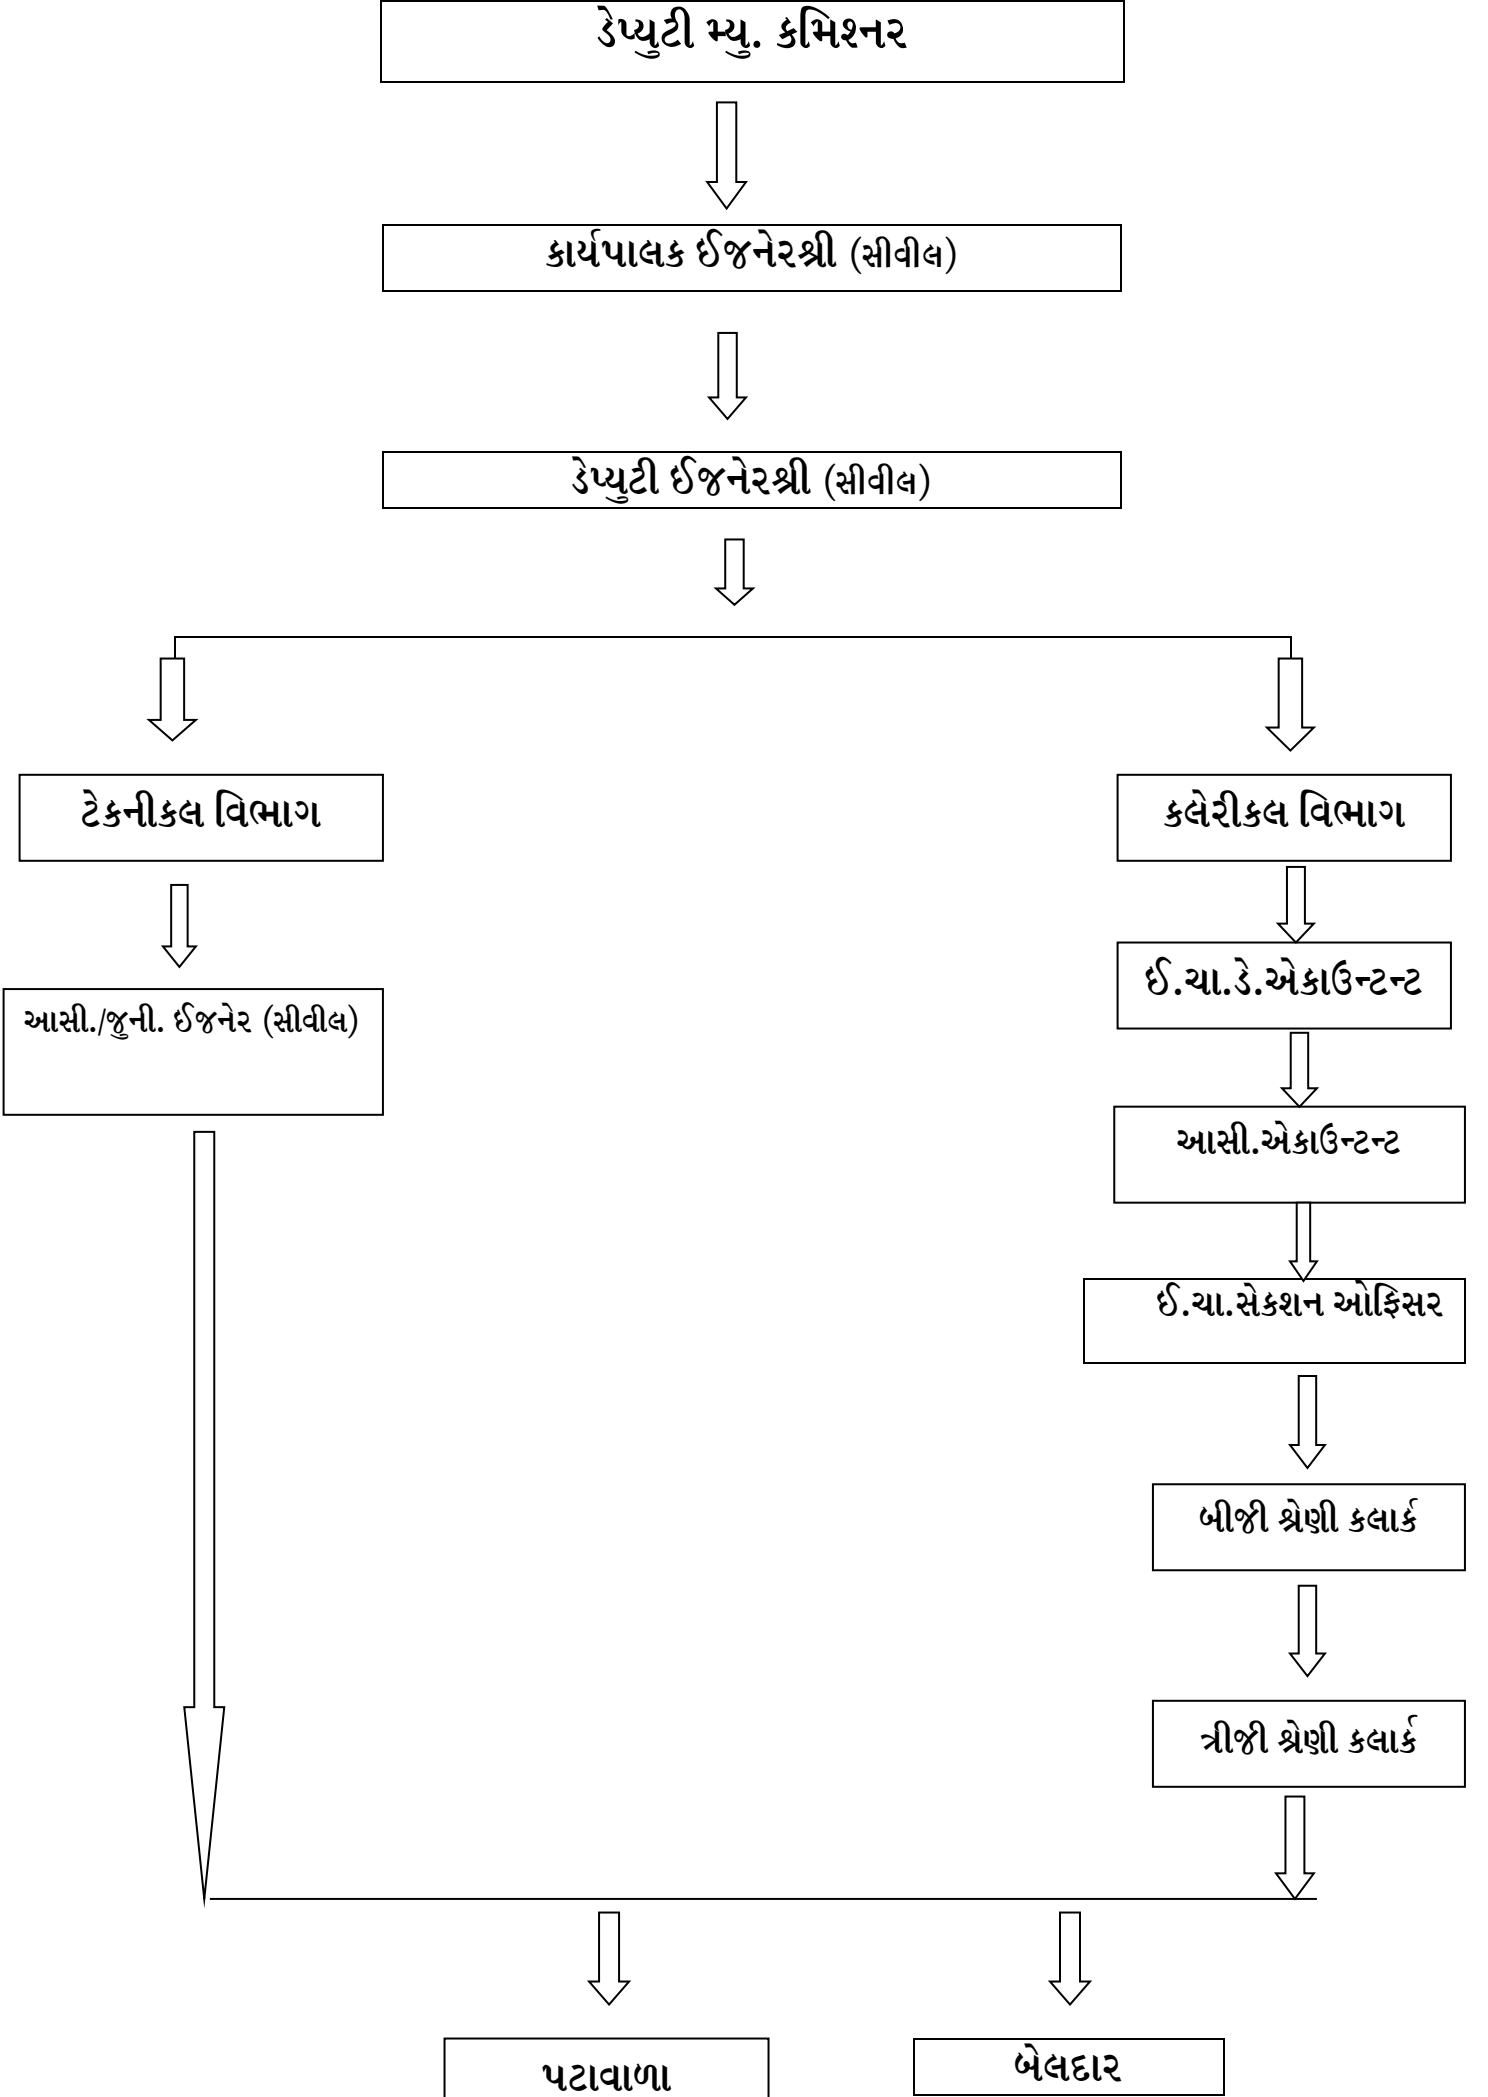 ડેપ્યુટી મ્યુ. કમિશ્નર
કાર્યપાલક ઈજનેરશ્રી (સીવીલ)
ડેપ્યુટી ઈજનેરશ્રી (સીવીલ)
ટેકનીકલ વિભાગ
કલેરીકલ વિભાગ
ઈ.ચા.ડે.એકાઉન્ટન્ટ
આસી./જુની. ઈજનેર (સીવીલ)
આસી.એકાઉન્ટન્ટ
ઈ.ચા.સેકશન ઓફિસર
બીજી શ્રેણી કલાર્ક
ત્રીજી શ્રેણી કલાર્ક
પટાવાળા
બેલદાર